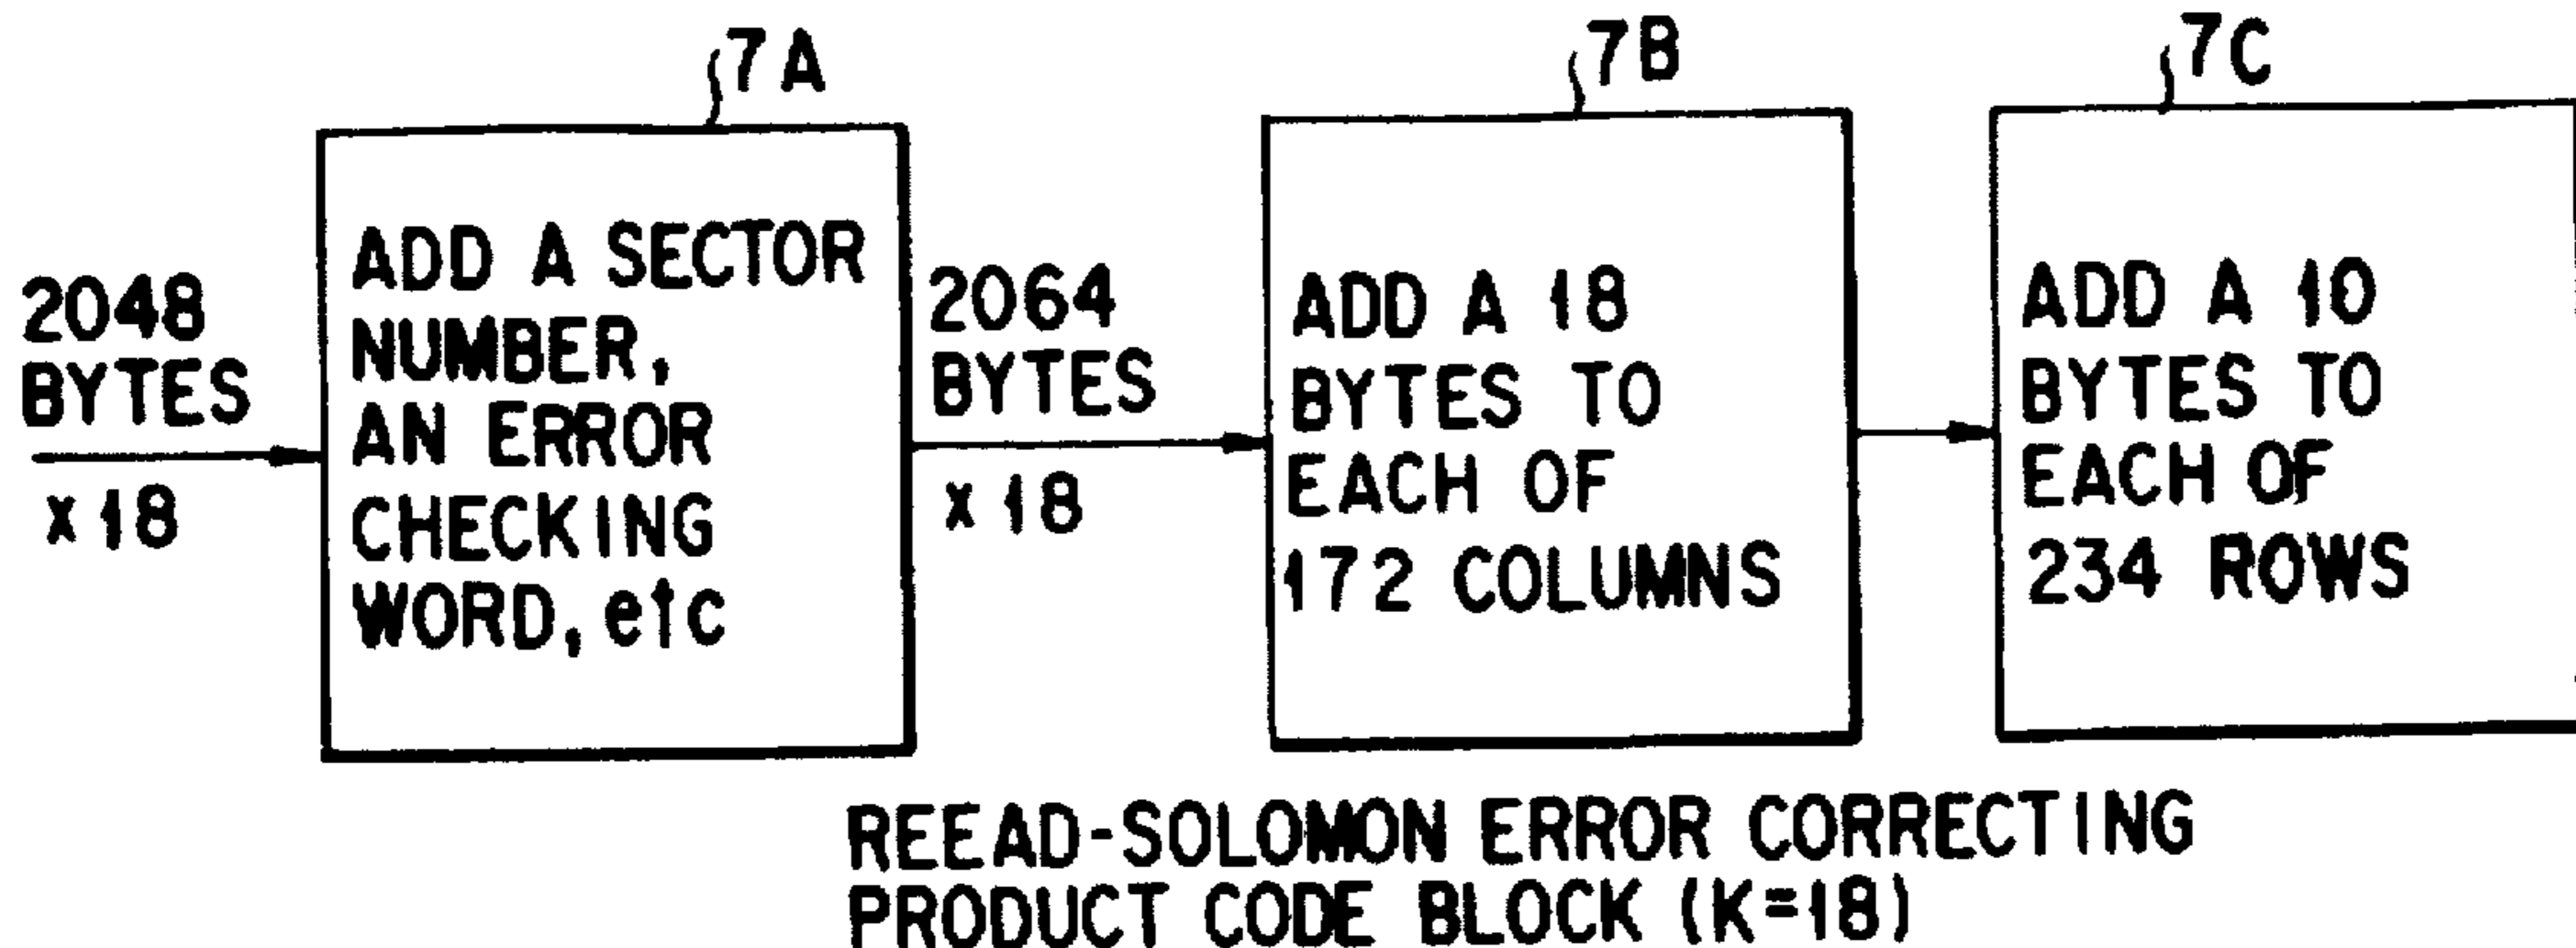 7A
7B
7C
2048
BYTES
x 18
ADD A SECTOR
NUMBER,
AN ERROR
CHECKING
WORD, etc
2064
BYTES
x 18
ADD A 18
BYTES TO
EACH OF
172 COLUMNS
ADD A 10
BYTES TO
EACH OF
234 ROWS
REEAD-SOLOMON ERROR CORRECTING
PRODUCT CODE BLOCK (K=18)